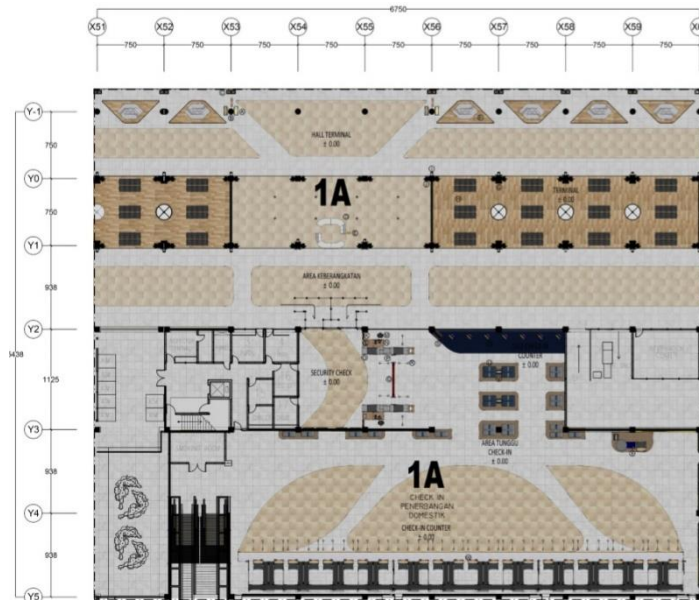 6750
X51 X52 X53 X54 X55 X56 X57 X58 X59
750 750 750 750 750 750 750 750 750
Y-1
750
HALL TERMINAL
± 0.00
Y0
1A
TERMINAL
± 0.00
750
Y1
938
AREA KEBERANGKATAN
± 0.00
Y2
COUNTER
± 0.00
SECURITY CHECK
± 0.00
1125
Y3
AREA TUNGGU
CHECK-IN
± 0.00
938
1A
CHECK IN
PENERBANGAN
DOMESTIK
Y4
CHECK-IN COUNTER
± 0.00
938
Y5